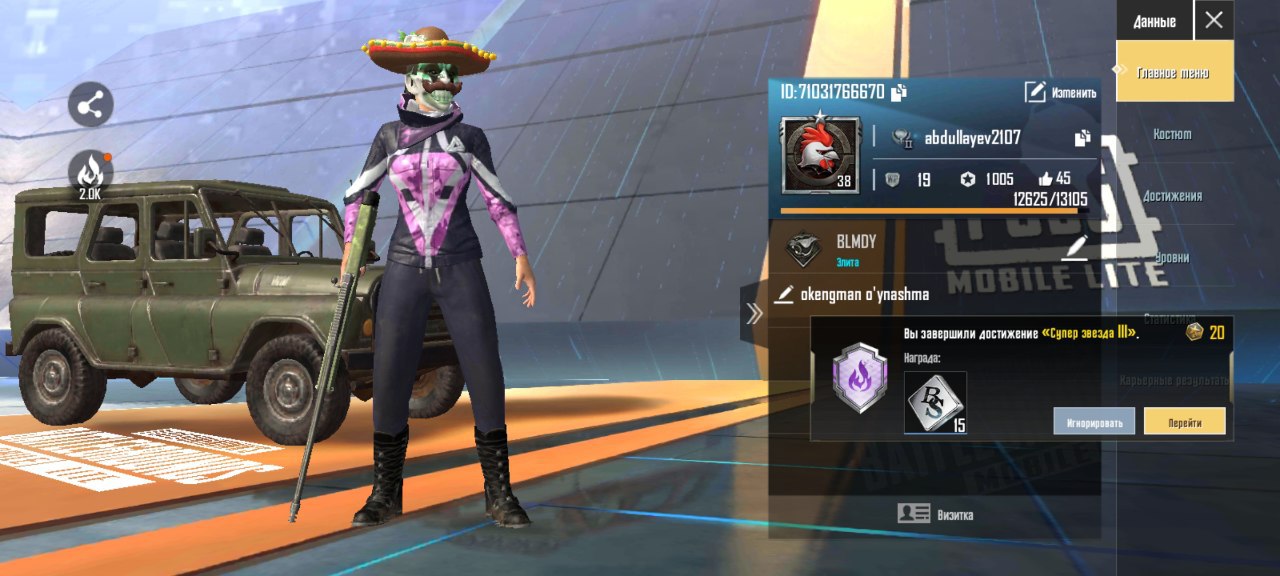 Данные
Главное меню
ID:71031766670
Изменить
Костюм
38
II
abdullayev2107
19
1005
45
12625/13105
2.0K
Достижения
BLMDY
Элита
Уровни
MOBILE LITE
okengman o'ynashma
Статистика
Вы завершили достижение «Супер звезда III».
20
Награда:
BS
15
Карьерные результаты
Игнорировать
Перейти
Визитка